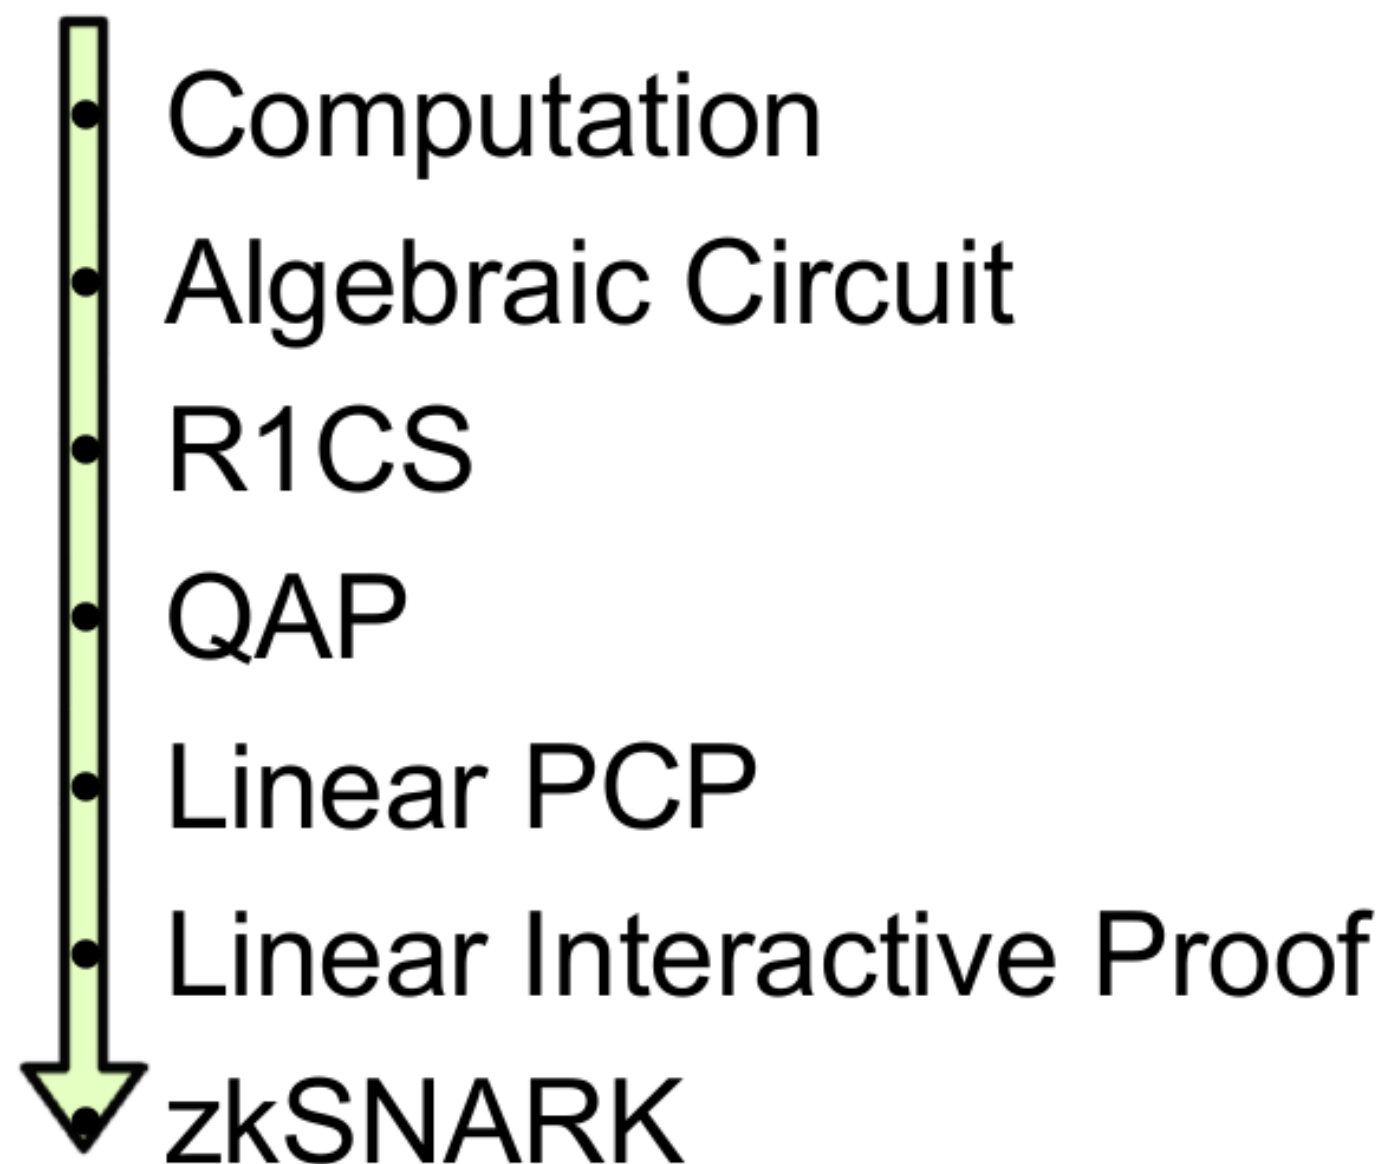 Computation
Algebraic Circuit
R1CS
QAP
Linear PCP
Linear Interactive Proof
zkSNARK